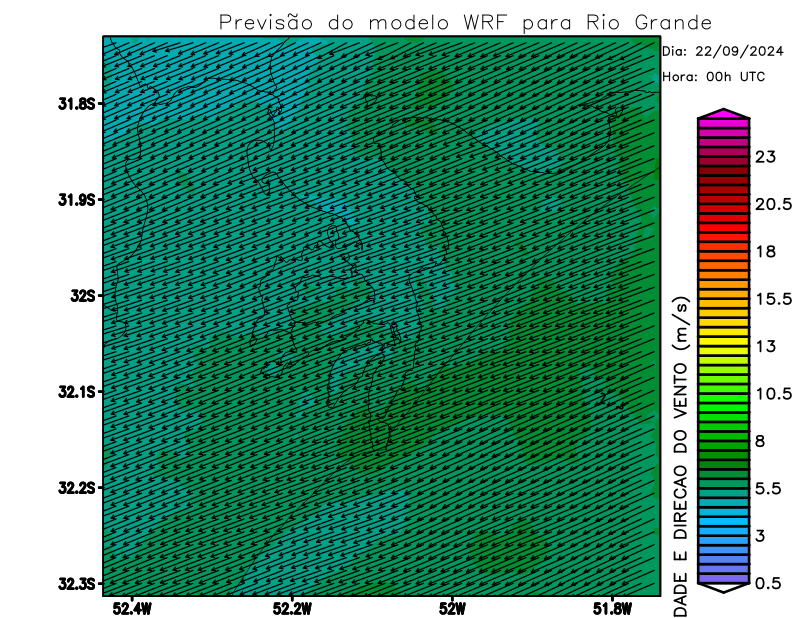 Previsão do modelo WRF para Rio Grande
Dia: 22/09/2024
Hora: 00h UTC
31.8S
31.9S
32S
32.1S
32.2S
32.3S
52.4W
52.2W
52W
51.8W
23
20.5
18
15.5
13
10.5
8
5.5
3
0.5
DADE E DIRECAO DO VENTO (m/s)